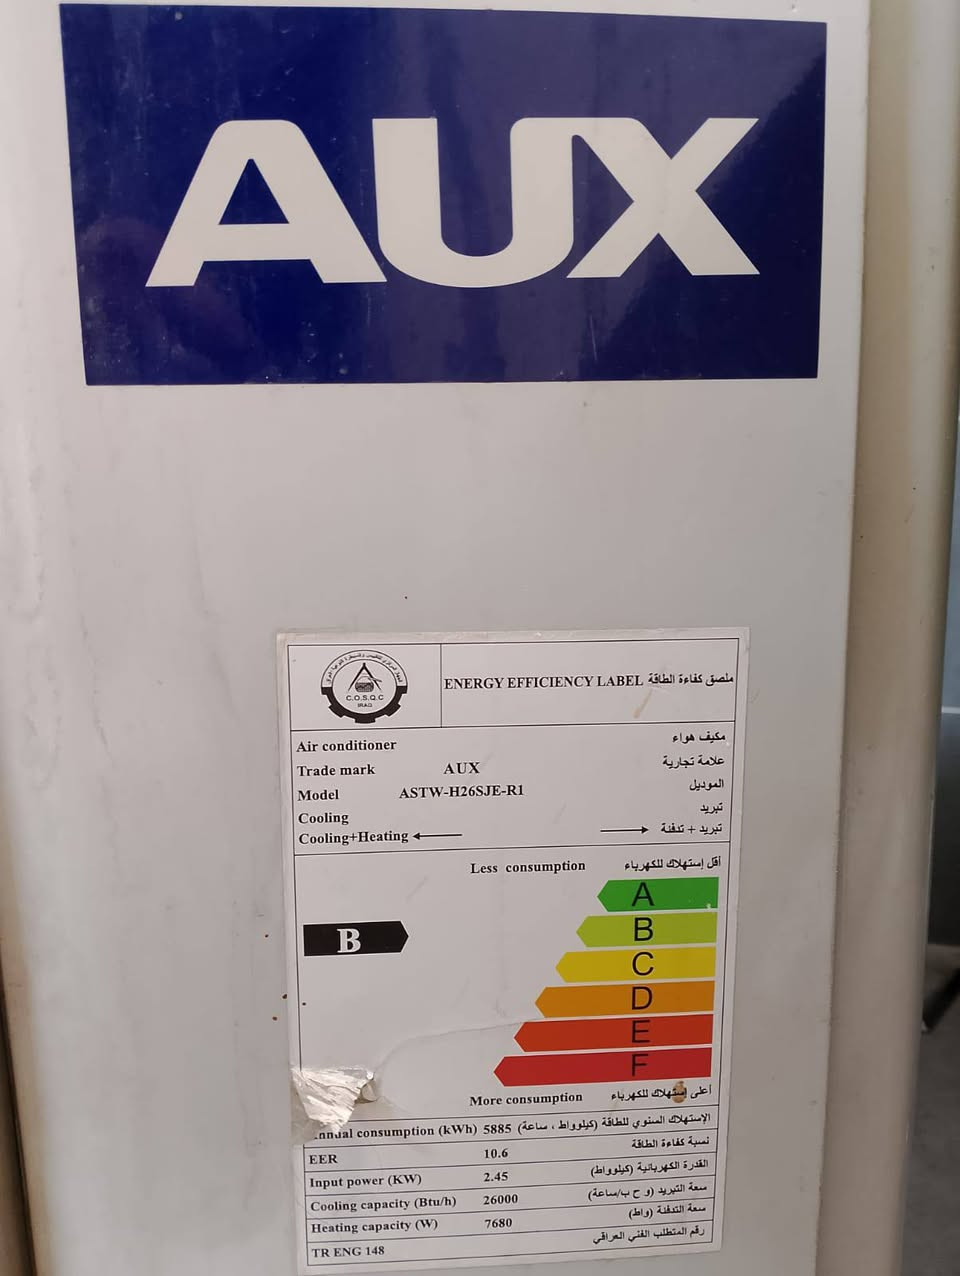 AUX
C.O.S.Q.C
IRAQ
ENERGY EFFICIENCY LABEL ملصق كفاءة الطاقة
Air conditioner مكيف هواء
Trade mark AUX علامة تجارية
Model ASTW-H26SJE-R1 الموديل
Cooling تبريد
Cooling+Heating تبريد + تدفئة
Less consumption أقل إستهلاك للكهرباء
A
B
B
C
D
E
F
More consumption أعلى إستهلاك للكهرباء
Annual consumption (kWh) 5885 الإستهلاك السنوي للطاقة (كيلوواط ، ساعة)
EER 10.6 نسبة كفاءة الطاقة
Input power (KW) 2.45 القدرة الكهربائية (كيلوواط)
Cooling capacity (Btu/h) 26000 سعة التبريد (و ح ب/ساعة)
Heating capacity (W) 7680 سعة التدفئة (واط)
TR ENG 148 رقم المتطلب الفني العراقي